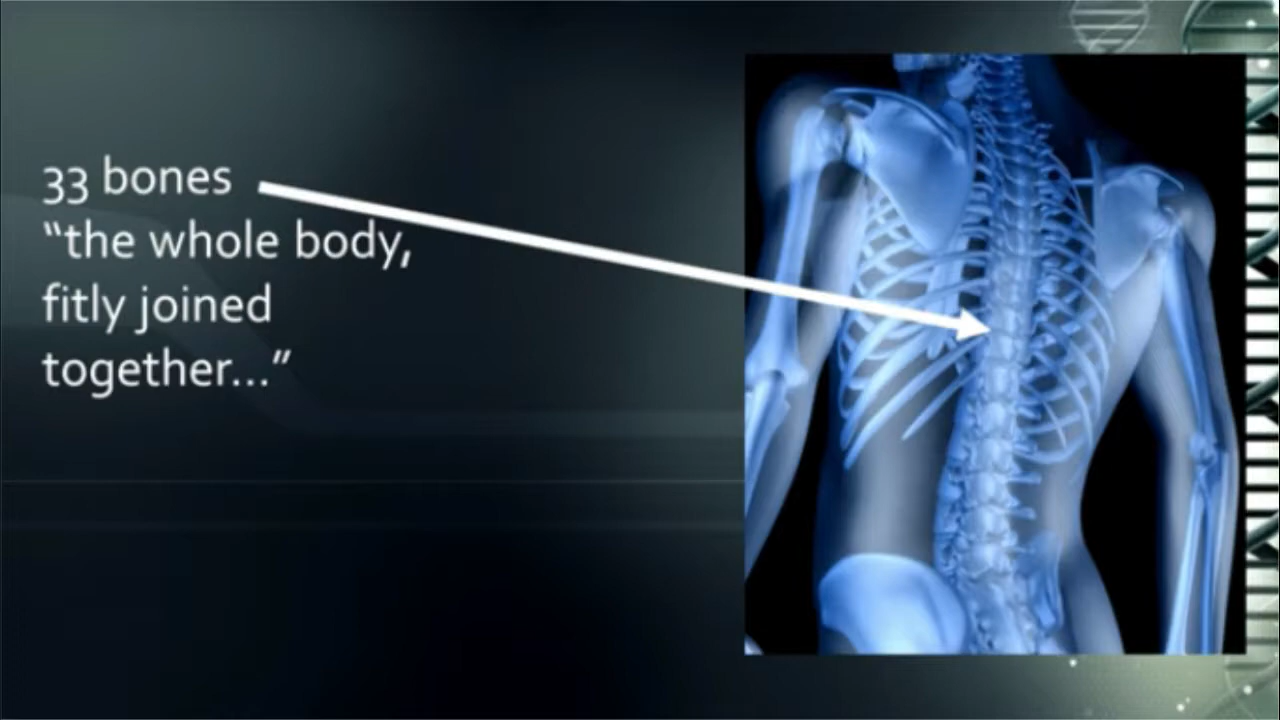 33 bones
“the whole body,
fitly joined
together...”